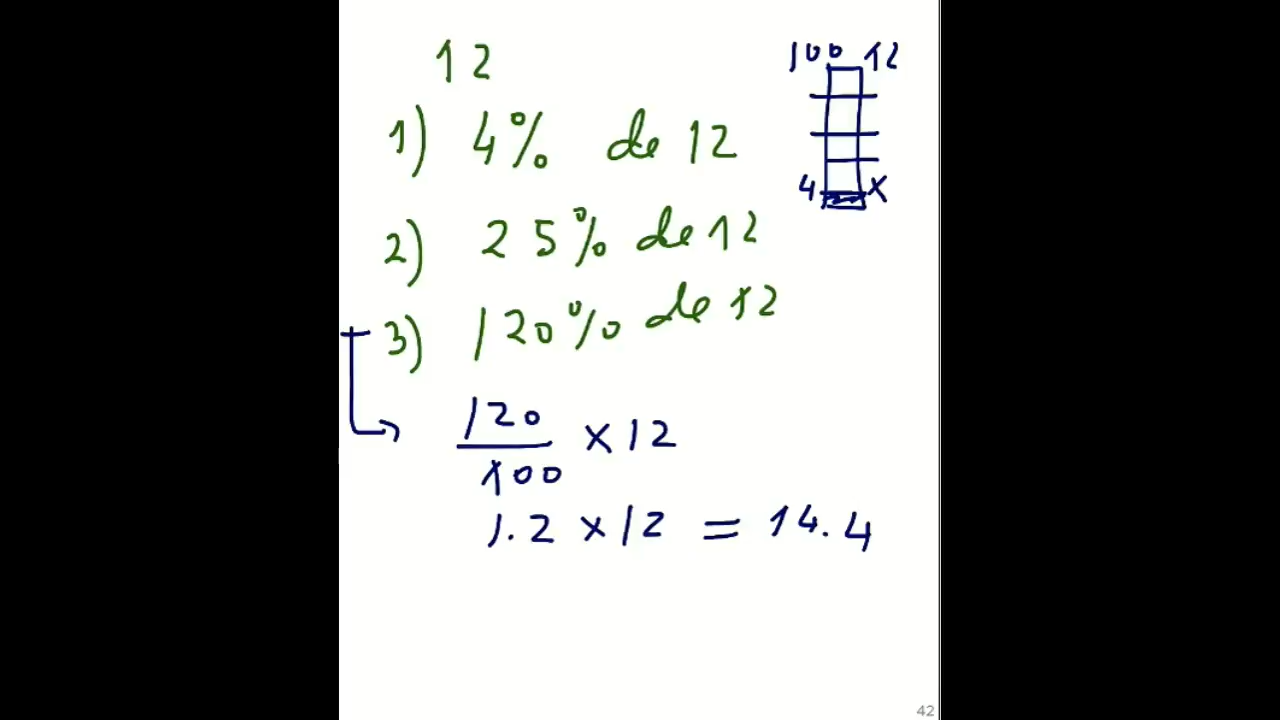 12
100 12
1) 4% de 12
4 x
2) 25% de 12
3) 120% de 12
120
100
x 12
1.2 x 12 = 14.4
42